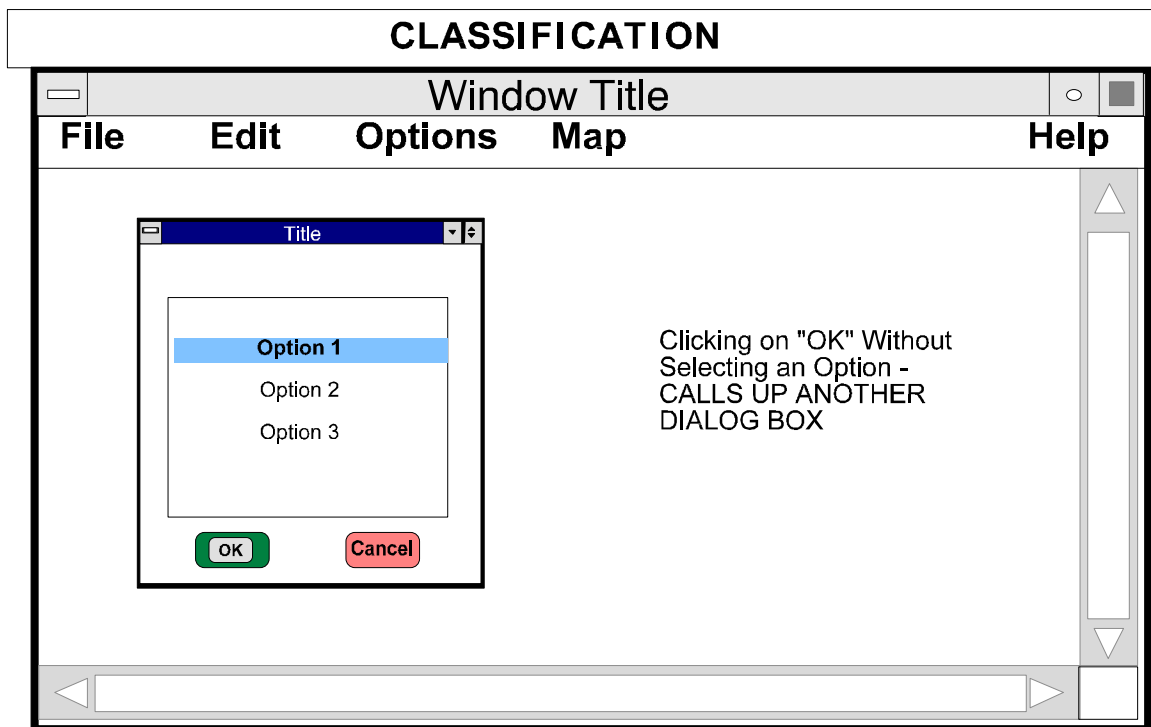 CLASSIFICATION
Window Title
File Edit Options Map Help
Title
Option 1
Option 2
Option 3
OK Cancel
Clicking on "OK" Without
Selecting an Option -
CALLS UP ANOTHER
DIALOG BOX